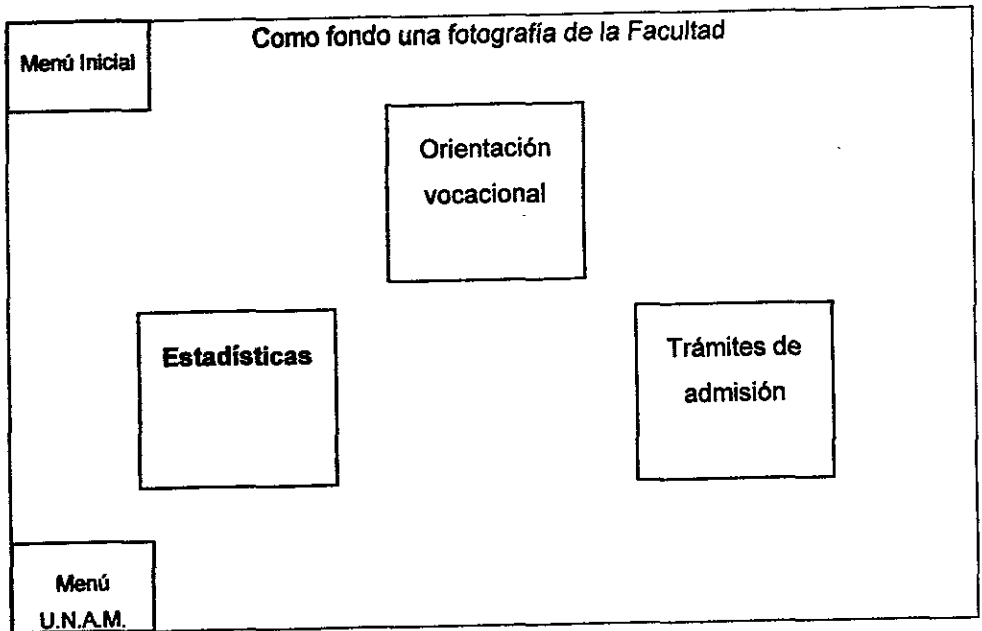 Como fondo una fotografía de la Facultad
Menú Inicial
Orientación
vocacional
Estadísticas
Trámites de
admisión
Menú
U.N.A.M.